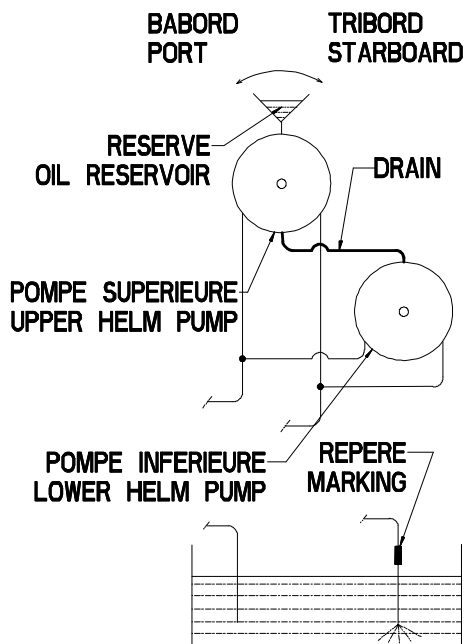 BABORD
PORT
TRIBORD
STARBOARD
RESERVE
OIL RESERVOIR
DRAIN
POMPE SUPERIEURE
UPPER HELM PUMP
POMPE INFERIEURE
LOWER HELM PUMP
REPERE
MARKING